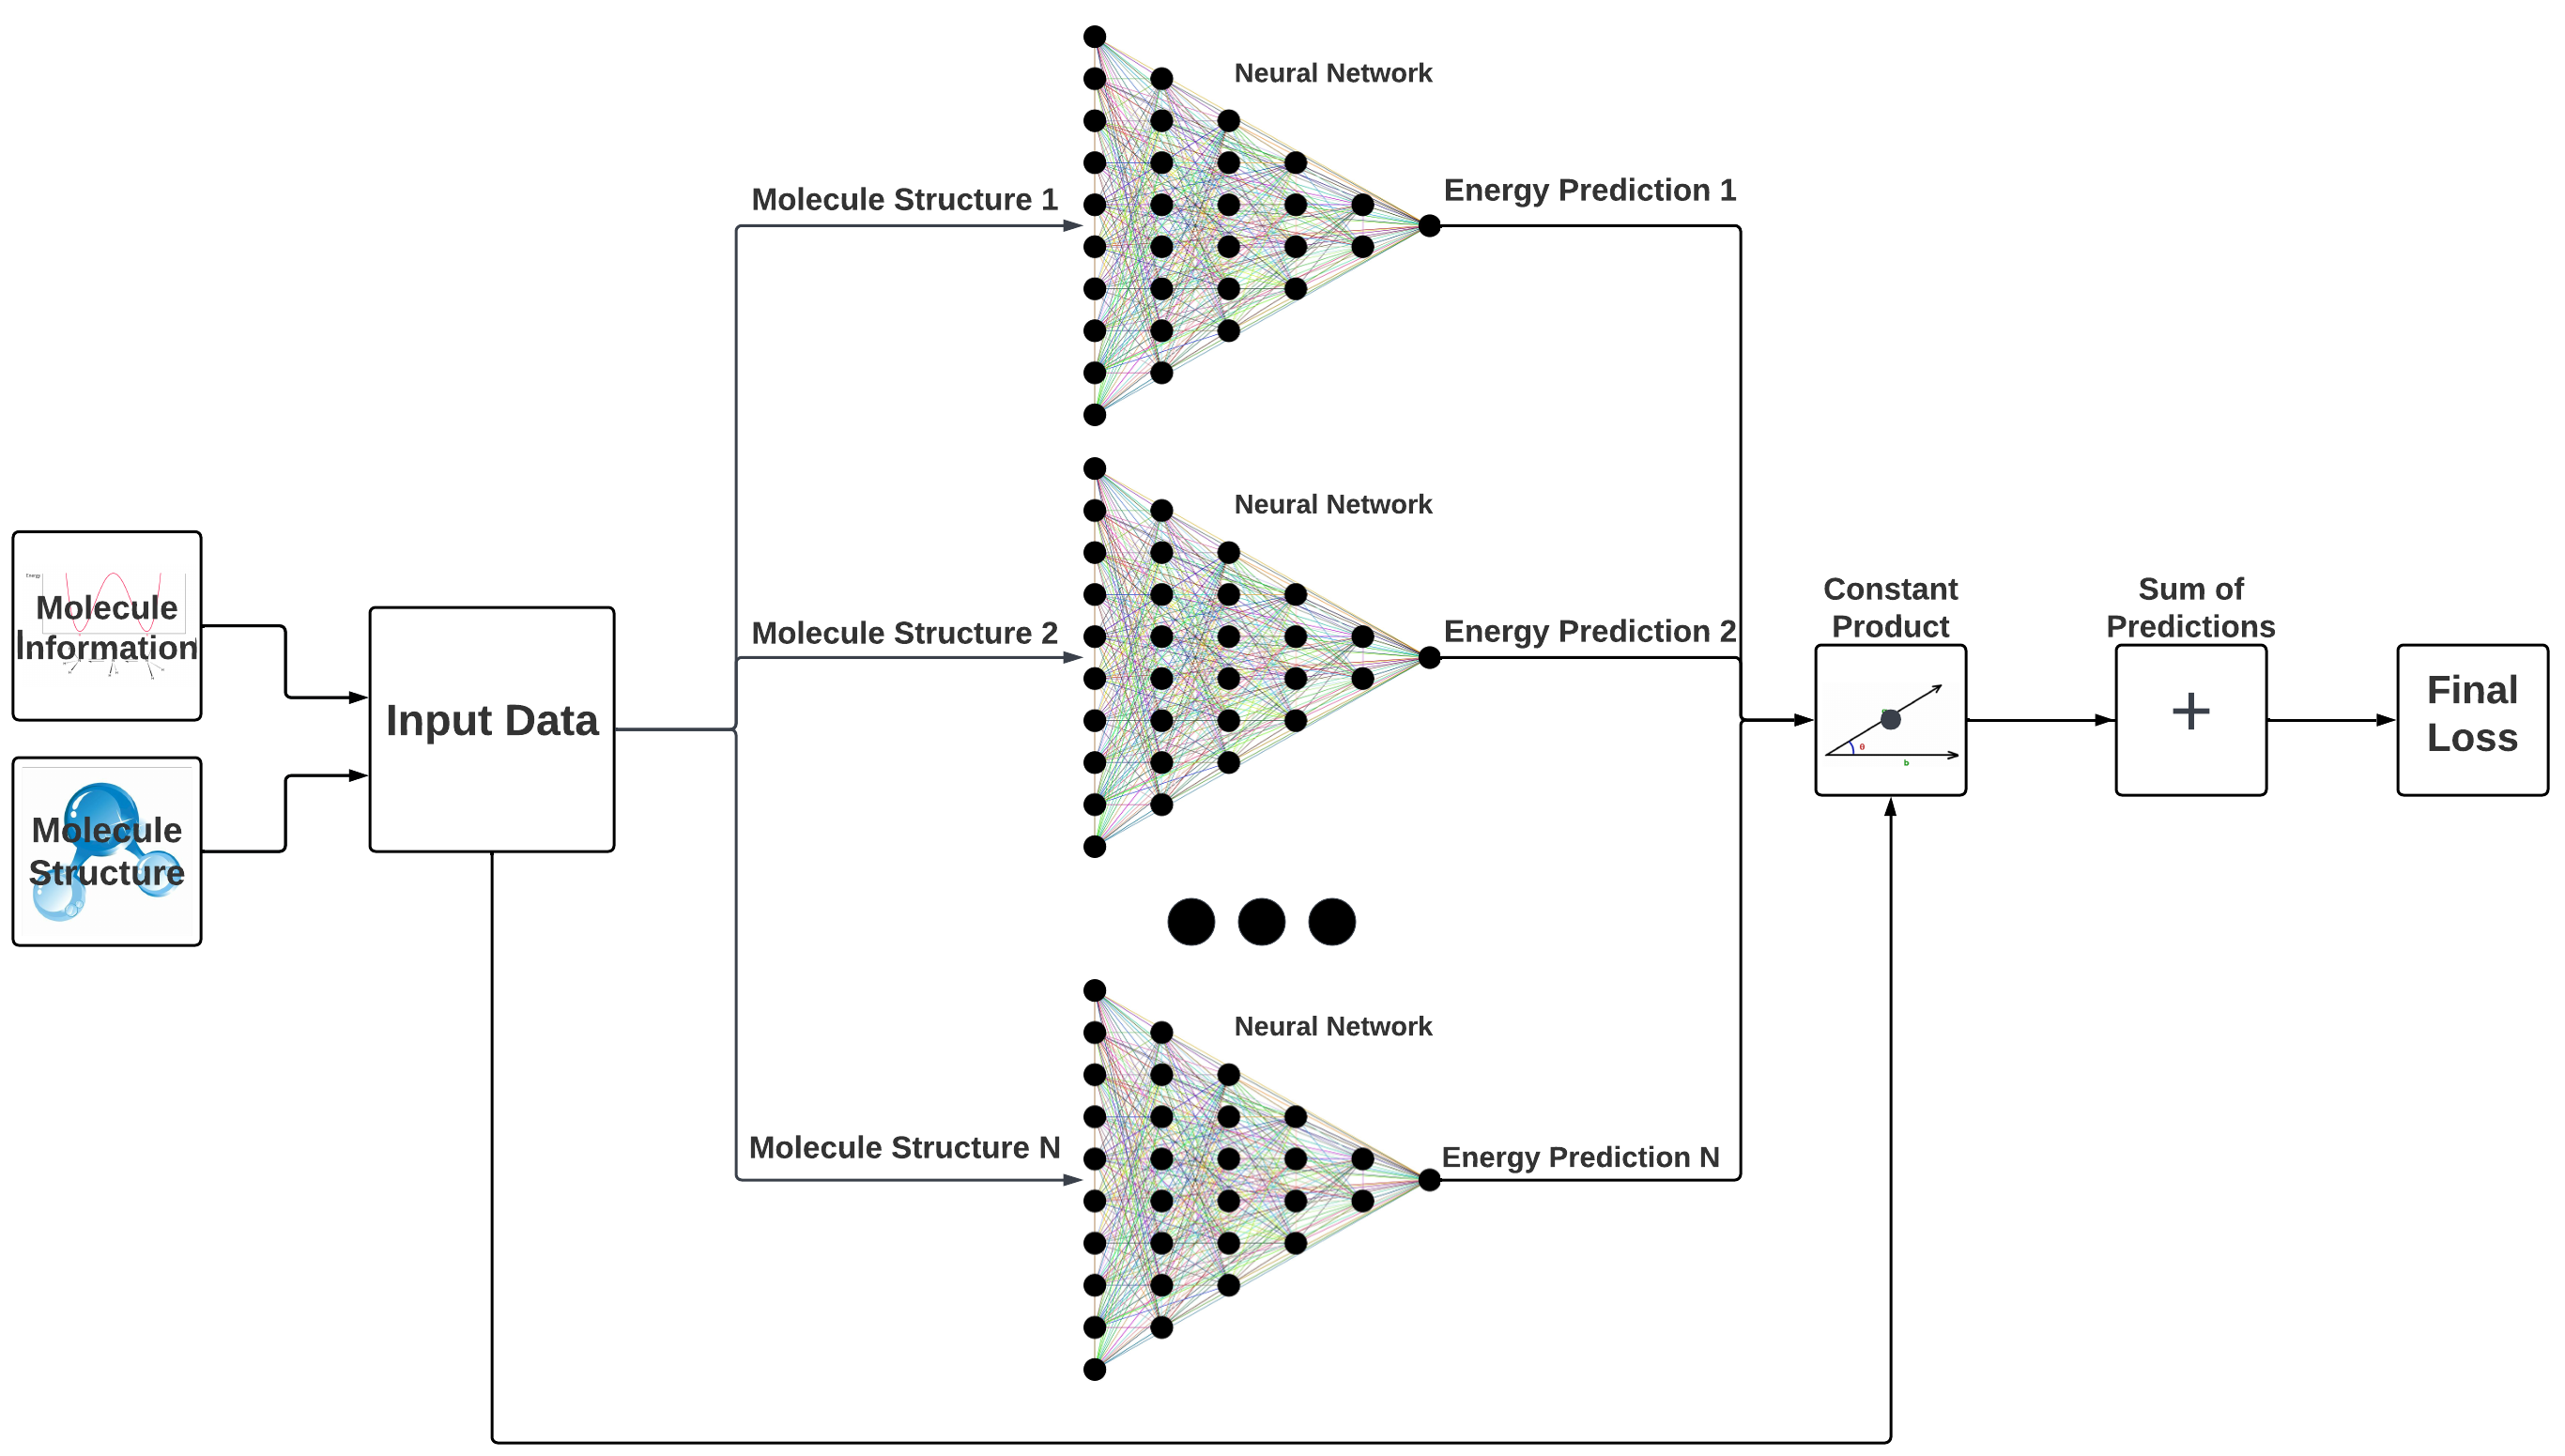 Neural Network
Molecule Structure 1
Energy Prediction 1
Neural Network
Molecule Structure 2
Energy Prediction 2
Energy
Molecule
Information
Molecule
Structure
Input Data
Constant
Product
θ
b
Sum of
Predictions
+
Final
Loss
Neural Network
Molecule Structure N
Energy Prediction N